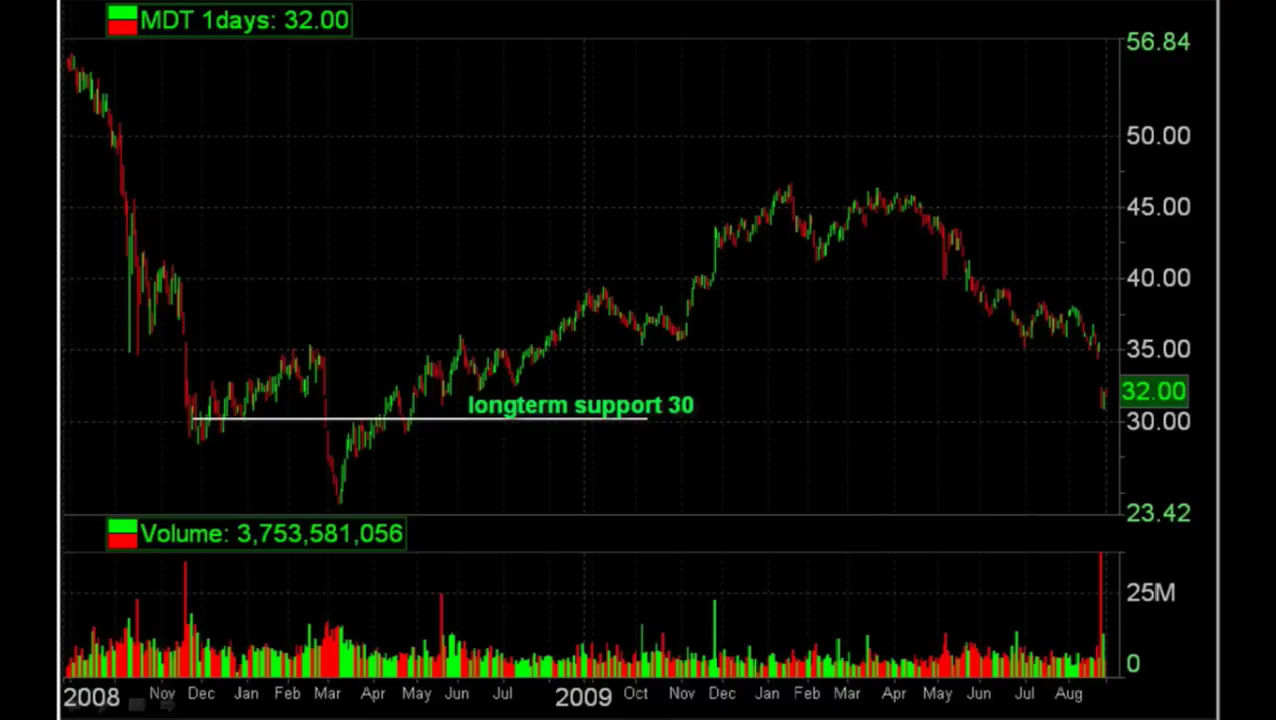 MDT 1days: 32.00
56.84
50.00
45.00
40.00
35.00
32.00
longterm support 30
30.00
23.42
Volume: 3,753,581,056
25M
0
2008 Nov Dec Jan Feb Mar Apr May Jun Jul 2009 Oct Nov Dec Jan Feb Mar Apr May Jun Jul Aug